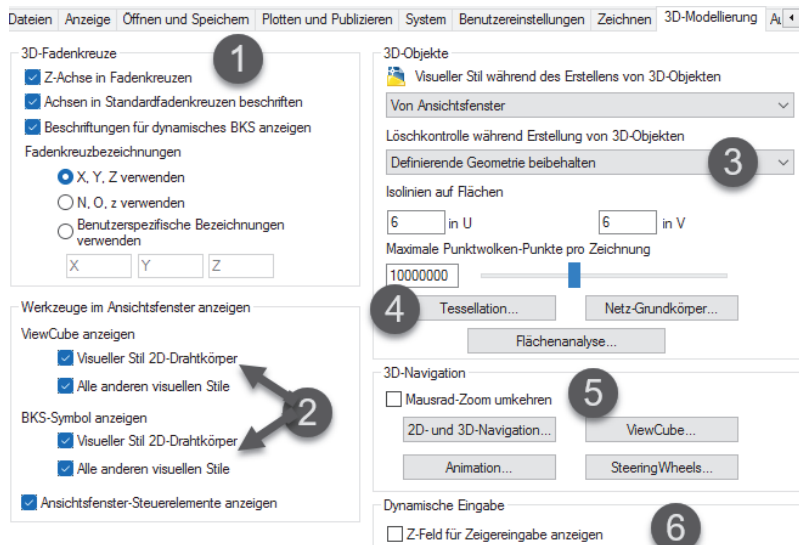 Dateien Anzeige Öffnen und Speichern Plotten und Publizieren System Benutzereinstellungen Zeichnen 3D-Modellierung
3D-Fadenkreuze
1
Z-Achse in Fadenkreuzen
Achsen in Standardfadenkreuzen beschriften
Beschriftungen für dynamisches BKS anzeigen
Fadenkreuzbezeichnungen
X, Y, Z verwenden
N, O, z verwenden
Benutzerspezifische Bezeichnungen
verwenden
X Y Z
Werkzeuge im Ansichtsfenster anzeigen
ViewCube anzeigen
Visueller Stil 2D-Drahtkörper
Alle anderen visuellen Stile
2
BKS-Symbol anzeigen
Visueller Stil 2D-Drahtkörper
Alle anderen visuellen Stile
Ansichtsfenster-Steuerelemente anzeigen
3D-Objekte
Visueller Stil während des Erstellens von 3D-Objekten
Von Ansichtsfenster
Löschkontrolle während Erstellung von 3D-Objekten
Definierende Geometrie beibehalten
3
Isolinien auf Flächen
6 in U 6 in V
Maximale Punktwolken-Punkte pro Zeichnung
10000000
4
Tessellation... Netz-Grundkörper...
Flächenanalyse...
3D-Navigation
Mausrad-Zoom umkehren
5
2D- und 3D-Navigation... ViewCube...
Animation... SteeringWheels...
Dynamische Eingabe
Z-Feld für Zeigereingabe anzeigen
6